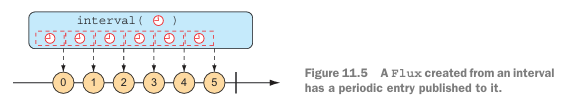 interval( )
0 1 2 3 4 5
Figure 11.5 A Flux created from an interval
has a periodic entry published to it.